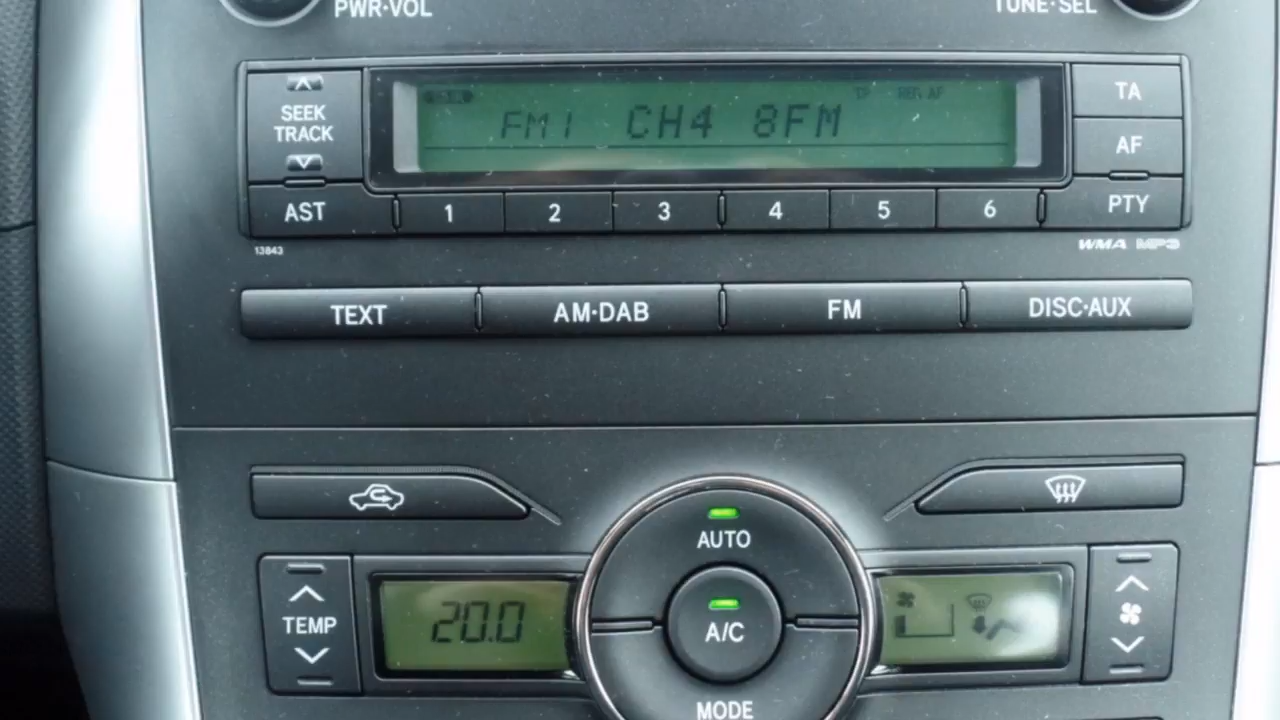 PWR·VOL
TUNE·SEL
SEEK
TRACK
FM1 CH4 8FM
TP REG AF
TA
AF
AST
1
2
3
4
5
6
PTY
13843
WMA MP3
TEXT
AM·DAB
FM
DISC·AUX
AUTO
TEMP
20.0
A/C
MODE